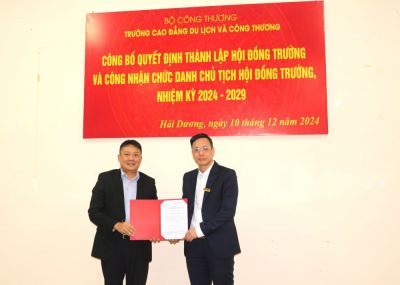 BỘ CÔNG THƯƠNG
TRƯỜNG CAO ĐẲNG DU LỊCH VÀ CÔNG THƯƠNG
CÔNG BỐ QUYẾT ĐỊNH THÀNH LẬP HỘI ĐỒNG TRƯỜNG
VÀ CÔNG NHẬN CHỨC DANH CHỦ TỊCH HỘI ĐỒNG TRƯỜNG,
NHIỆM KỲ 2024 - 2029
Hải Dương, ngày 10 tháng 12 năm 2024